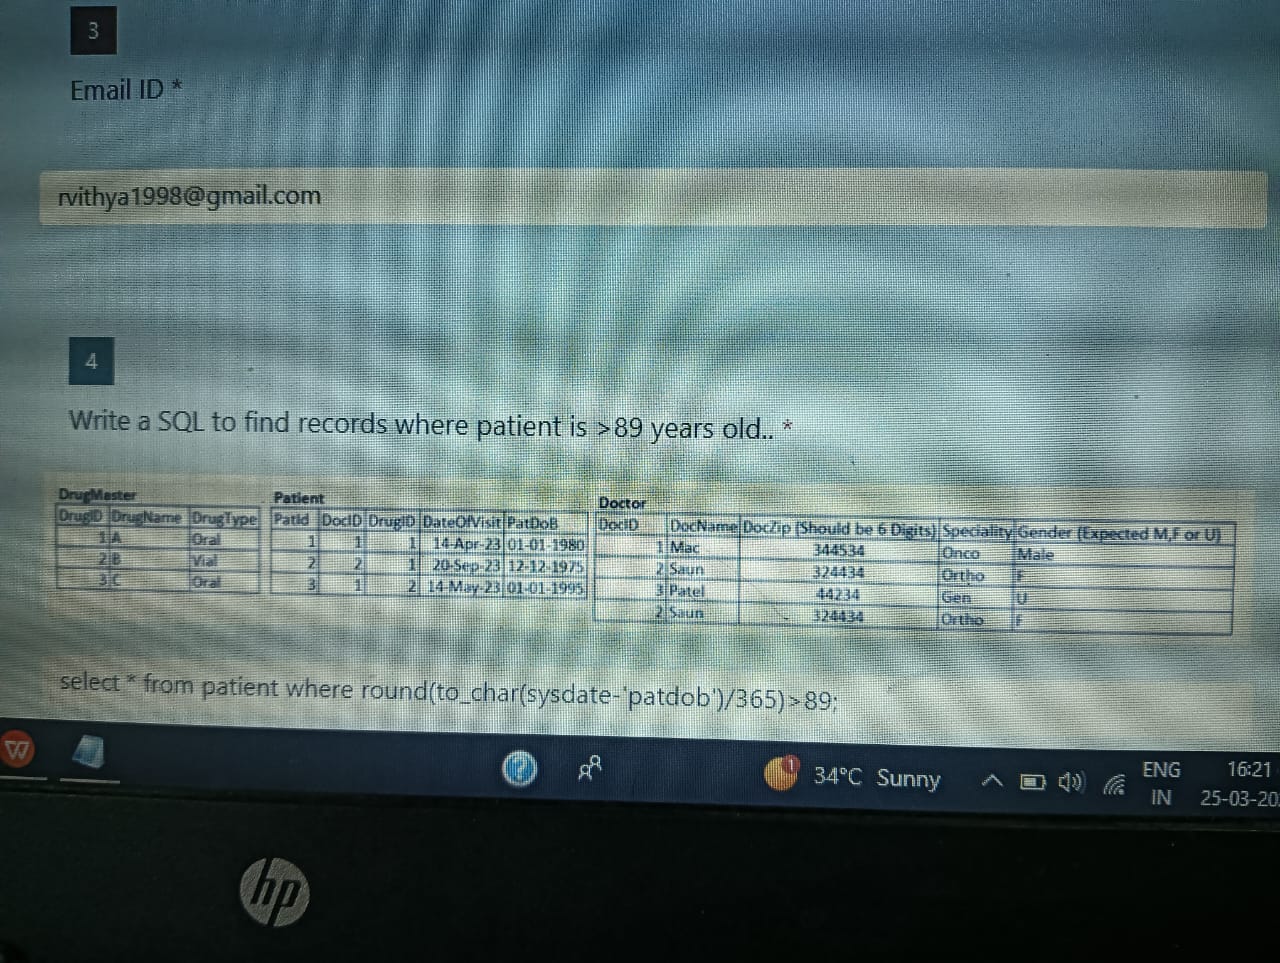 3
Email ID *
rvithya1998@gmail.com
4
Write a SQL to find records where patient is >89 years old.. *
DrugMaster
DrugID DrugName DrugType
1 A Oral
2 B Vial
3 C Oral
Patient
PatId DocID DrugID DateOfVisit PatDoB
1 1 1 14-Apr-23 01-01-1980
2 2 1 20-Sep-23 12-12-1975
3 1 2 14-May-23 01-01-1995
Doctor
DocID DocName DocZip (Should be 6 Digits) Speciality Gender (Expected M,F or U)
1 Mac 344534 Onco Male
2 Saun 324434 Ortho F
3 Patel 44234 Gen U
2 Saun 324434 Ortho F
select * from patient where round(to_char(sysdate-'patdob')/365)>89;
1
34°C Sunny
ENG
IN
16:21
25-03-20
hp